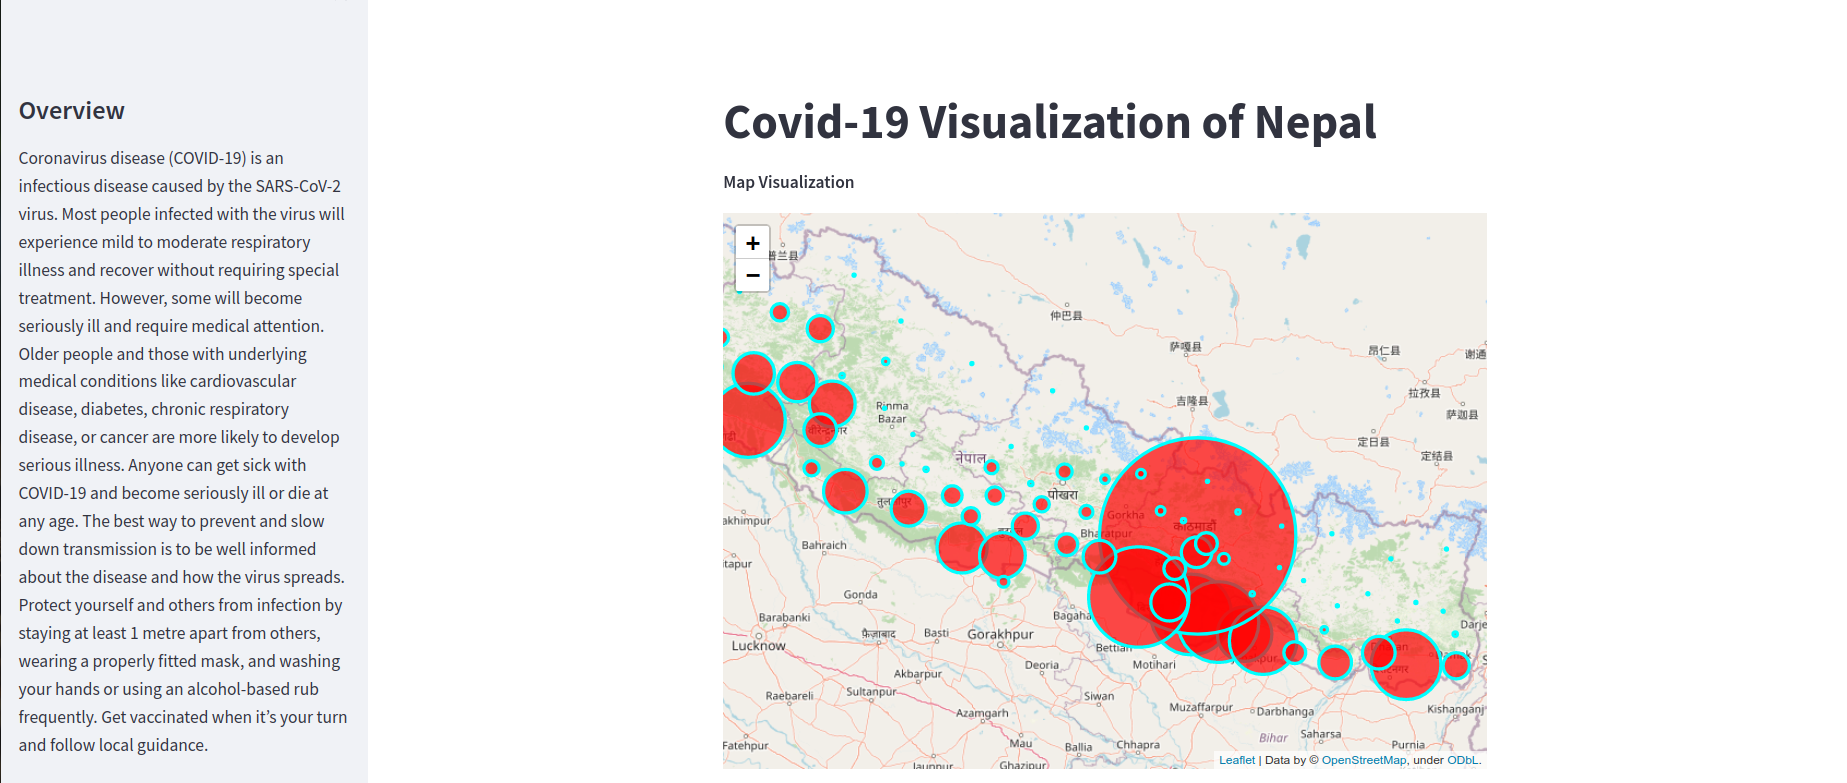 Overview
Coronavirus disease (COVID-19) is an
infectious disease caused by the SARS-CoV-2
virus. Most people infected with the virus will
experience mild to moderate respiratory
illness and recover without requiring special
treatment. However, some will become
seriously ill and require medical attention.
Older people and those with underlying
medical conditions like cardiovascular
disease, diabetes, chronic respiratory
disease, or cancer are more likely to develop
serious illness. Anyone can get sick with
COVID-19 and become seriously ill or die at
any age. The best way to prevent and slow
down transmission is to be well informed
about the disease and how the virus spreads.
Protect yourself and others from infection by
staying at least 1 metre apart from others,
wearing a properly fitted mask, and washing
your hands or using an alcohol-based rub
frequently. Get vaccinated when it’s your turn
and follow local guidance.
Covid-19 Visualization of Nepal
Map Visualization
+
−
普兰县
仲巴县
萨嘎县
昂仁县
谢通
拉孜县
吉隆县
萨迦县
定日县
定结县
Rinma
Bazar
नेपाल
पोखरा
Gorkha
काठमाडौं
Bharatpur
akhimpur
Bahraich
itapur
Gonda
Bagaha
Barabanki
फ़ैज़ाबाद
Basti
Gorakhpur
Lucknow
Bettiah
Motihari
Deoria
Akbarpur
Siwan
Raebareli
Sultanpur
Muzaffarpur
Darbhanga
Kishanganj
Azamgarh
Bihar
Saharsa
Fatehpur
Mau
Ballia
Chhapra
Purnia
Jaunpur
Ghazipur
Darje
Leaflet | Data by © OpenStreetMap, under ODbL.